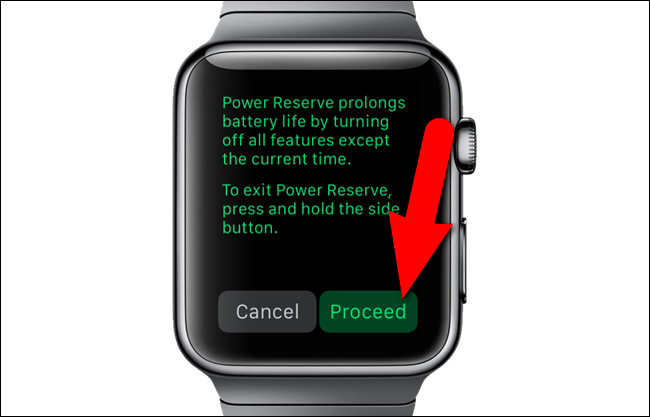 Power Reserve prolongs
battery life by turning
off all features except
the current time.
To exit Power Reserve,
press and hold the side
button.
Cancel Proceed